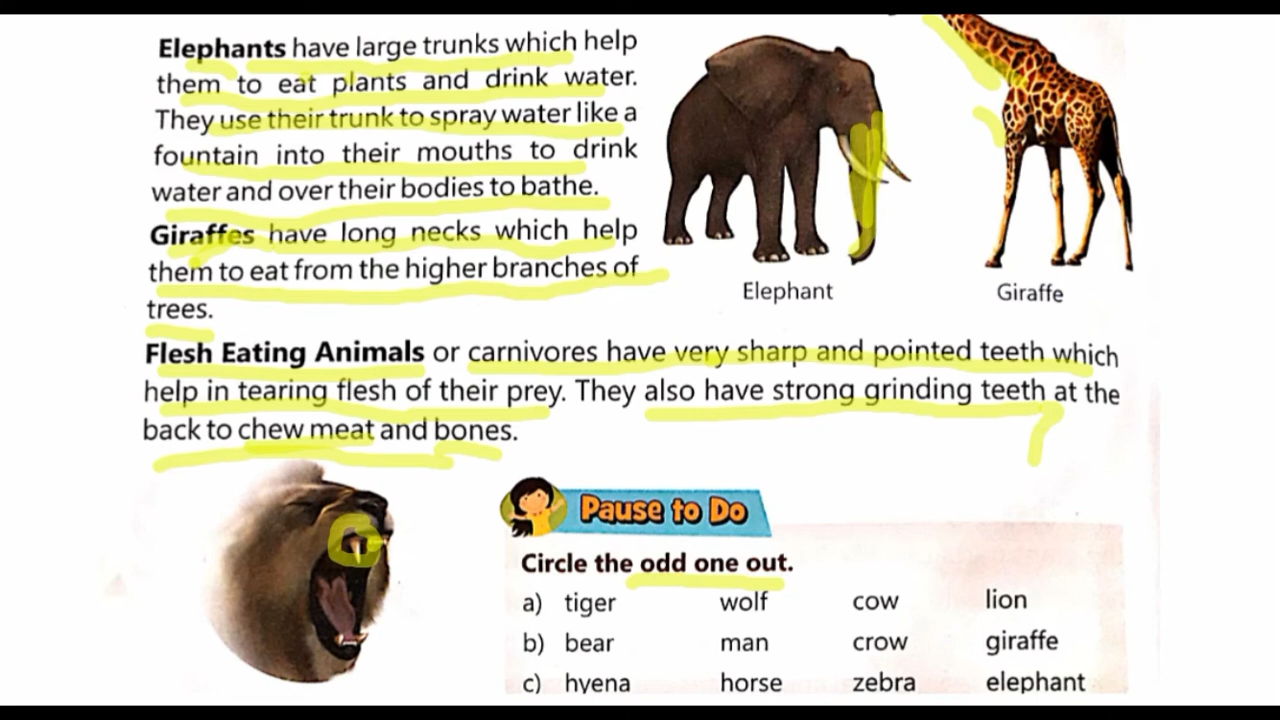 Elephants have large trunks which help
them to eat plants and drink water.
They use their trunk to spray water like a
fountain into their mouths to drink
water and over their bodies to bathe.
Giraffes have long necks which help
them to eat from the higher branches of
trees.
Elephant
Giraffe
Flesh Eating Animals or carnivores have very sharp and pointed teeth which
help in tearing flesh of their prey. They also have strong grinding teeth at the
back to chew meat and bones.
Pause to Do
Circle the odd one out.
a) tiger wolf cow lion
b) bear man crow giraffe
c) hyena horse zebra elephant